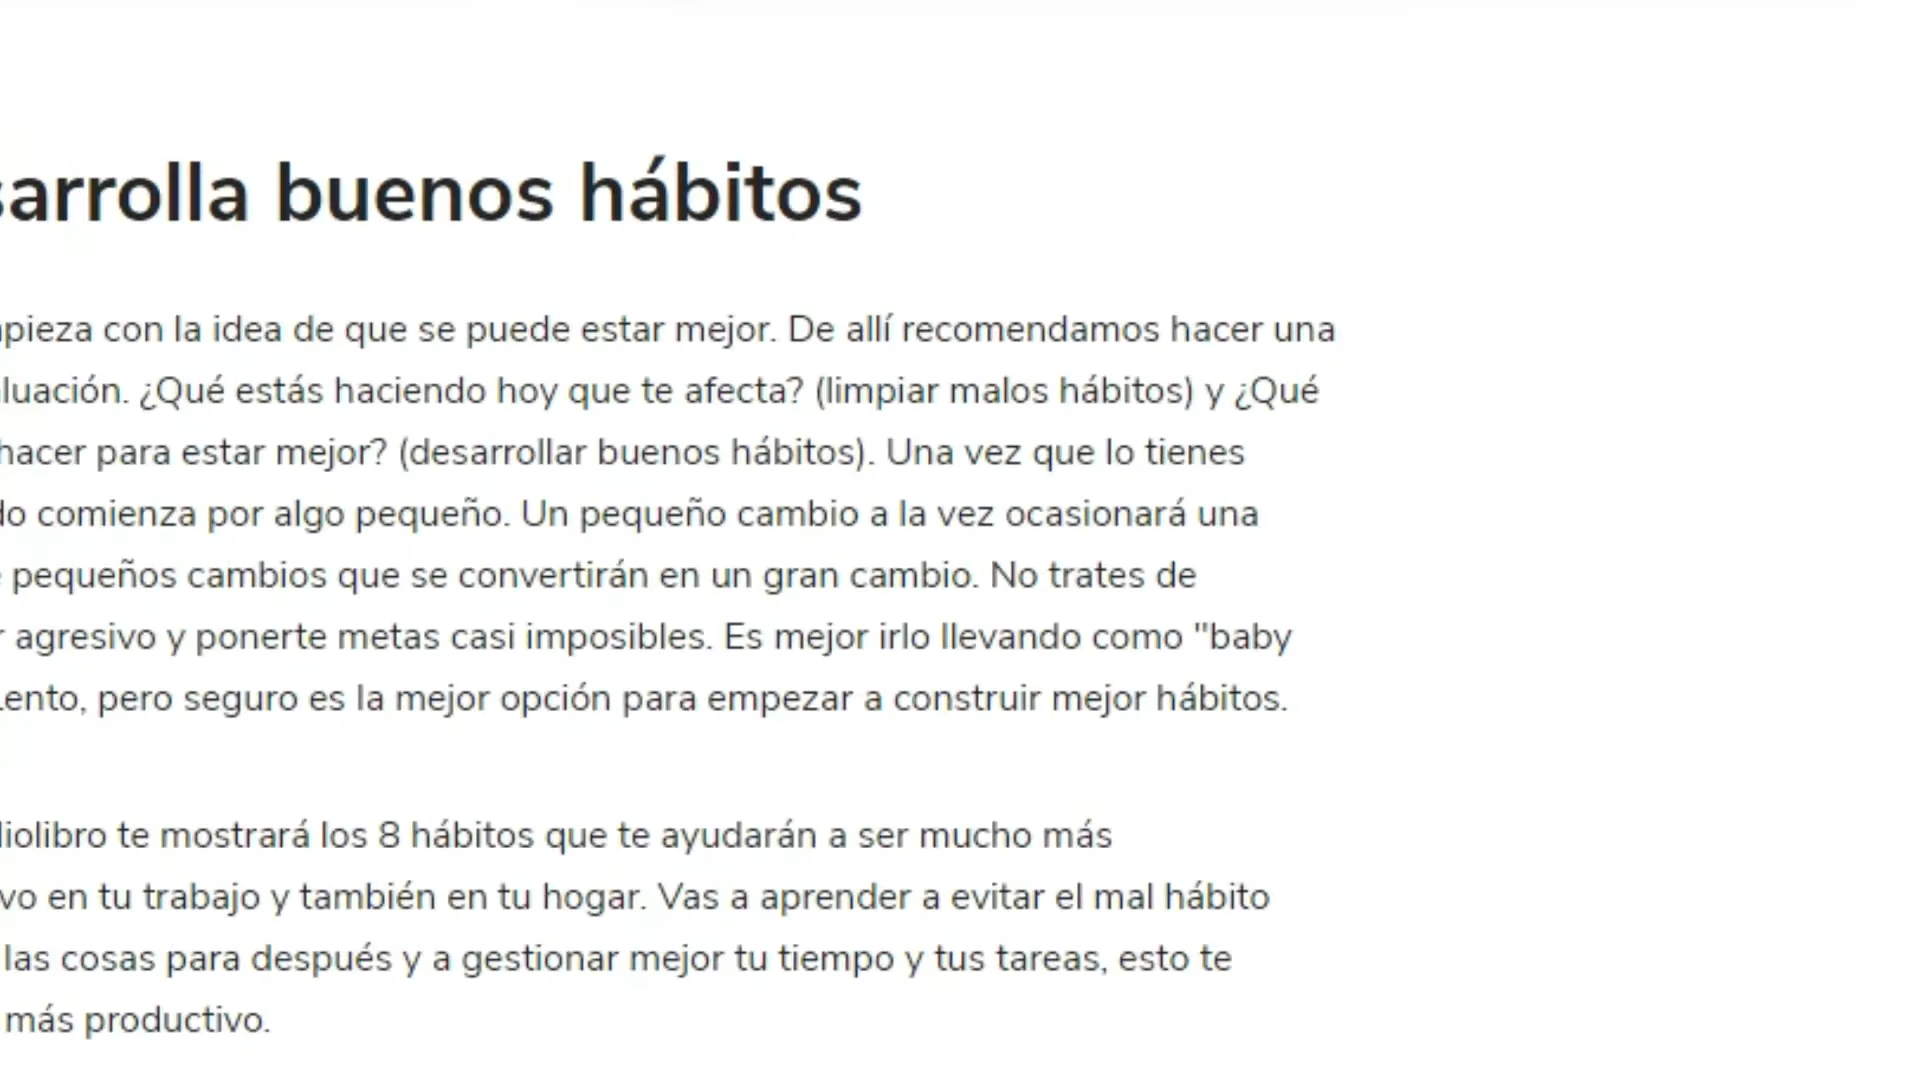 sarrolla buenos hábitos
pieza con la idea de que se puede estar mejor. De allí recomendamos hacer una
luación. ¿Qué estás haciendo hoy que te afecta? (limpiar malos hábitos) y ¿Qué
hacer para estar mejor? (desarrollar buenos hábitos). Una vez que lo tienes
do comienza por algo pequeño. Un pequeño cambio a la vez ocasionará una
pequeños cambios que se convertirán en un gran cambio. No trates de
r agresivo y ponerte metas casi imposibles. Es mejor irlo llevando como "baby
Lento, pero seguro es la mejor opción para empezar a construir mejor hábitos.
diolibro te mostrará los 8 hábitos que te ayudarán a ser mucho más
vo en tu trabajo y también en tu hogar. Vas a aprender a evitar el mal hábito
las cosas para después y a gestionar mejor tu tiempo y tus tareas, esto te
más productivo.